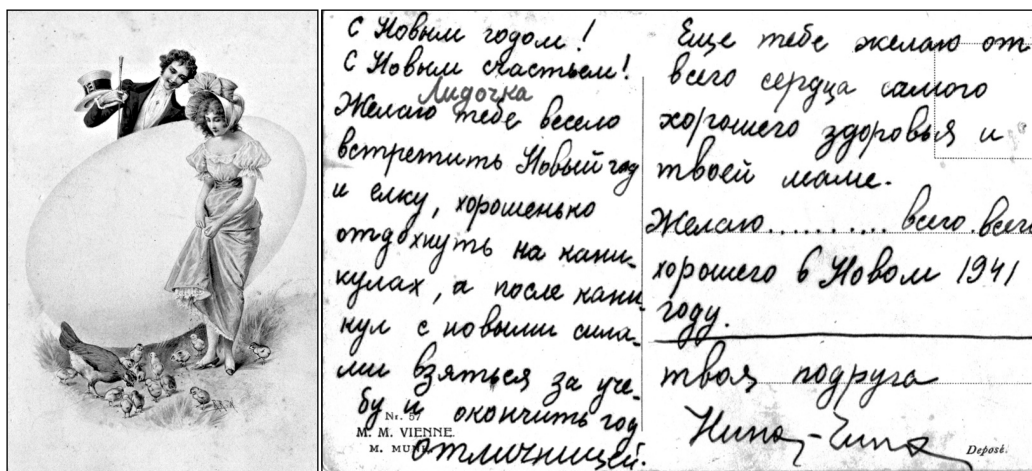 С Новым годом!
С Новым счастьем!
Лидочка
Желаю тебе весело
встретить Новый год
и елку, хорошенько
отдохнуть на кани-
кулах, а после кани-
кул с новыми сила-
ми взяться за уче-
бу и окончить год
отличницей.
Nr. 57
M. M. VIENNE.
M. MUNK
Еще тебе желаю от
всего сердца самого
хорошего здоровья и
твоей маме.
Желаю........... всего. всего
хорошего в Новом 1941
году.
твоя подруга
Нина
Deposé.